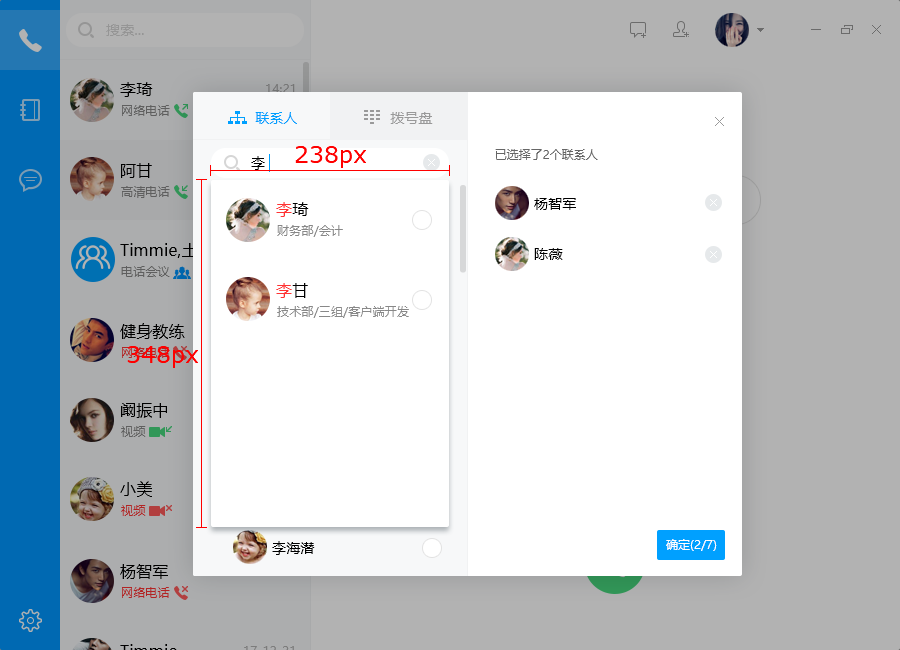 搜索...
李琦
14:21
网络电话
阿甘
高清电话
Timmie,土
电话会议
健身教练
网络电话
阚振中
视频
小美
视频
杨智军
网络电话
Timmie
17-12-21
联系人
拨号盘
李
238px
348px
李琦
财务部/会计
李甘
技术部/三组/客户端开发
李海潜
已选择了2个联系人
杨智军
陈薇
确定(2/7)